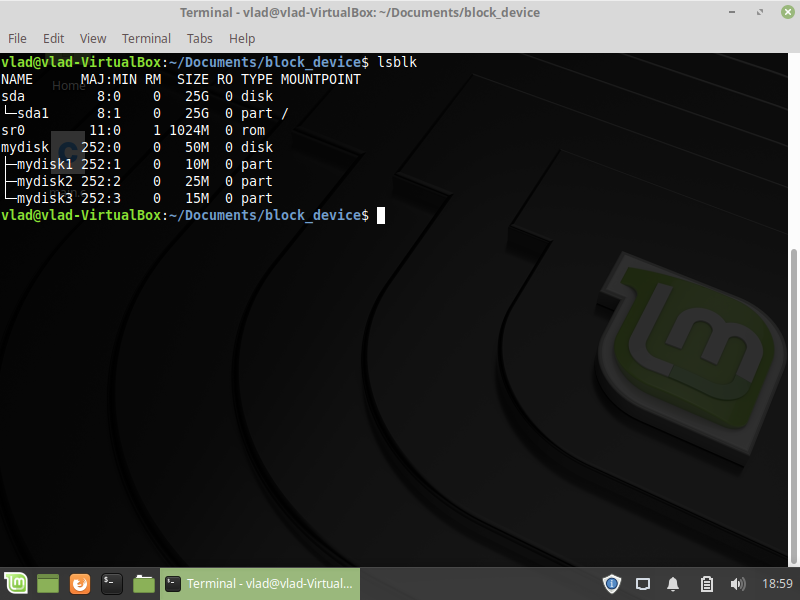 Terminal - vlad@vlad-VirtualBox: ~/Documents/block_device
File Edit View Terminal Tabs Help
vlad@vlad-VirtualBox:~/Documents/block_device$ lsblk
NAME MAJ:MIN RM SIZE RO TYPE MOUNTPOINT
Home
sda 8:0 0 25G 0 disk
└─sda1 8:1 0 25G 0 part /
sr0 11:0 1 1024M 0 rom
mydisk 252:0 0 50M 0 disk
├─mydisk1 252:1 0 10M 0 part
├─mydisk2 252:2 0 25M 0 part
└─mydisk3 252:3 0 15M 0 part
vlad@vlad-VirtualBox:~/Documents/block_device$
Terminal - vlad@vlad-Virtual...
18:59